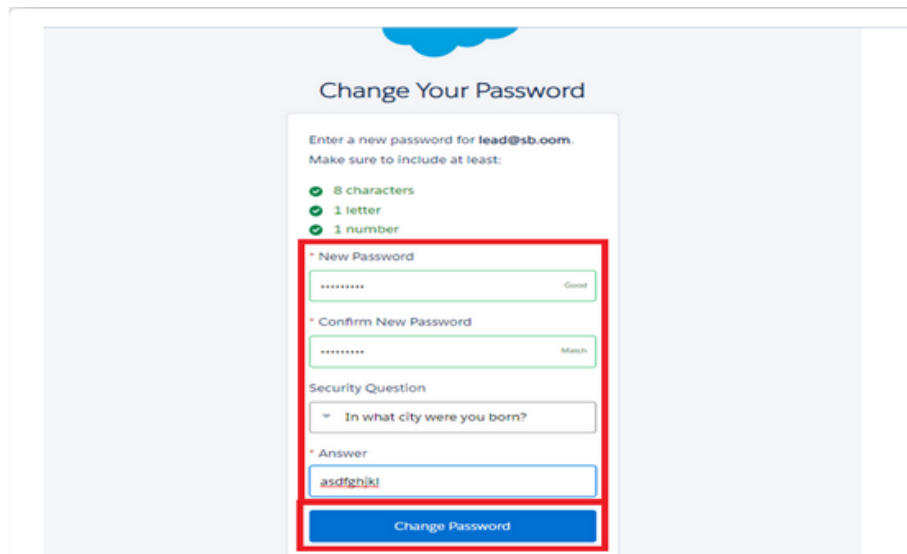 Change Your Password
Enter a new password for lead@sb.oom.
Make sure to include at least:
8 characters
1 letter
1 number
* New Password
••••••••• Good
* Confirm New Password
••••••••• Match
Security Question
In what city were you born?
* Answer
asdfghjkl
Change Password